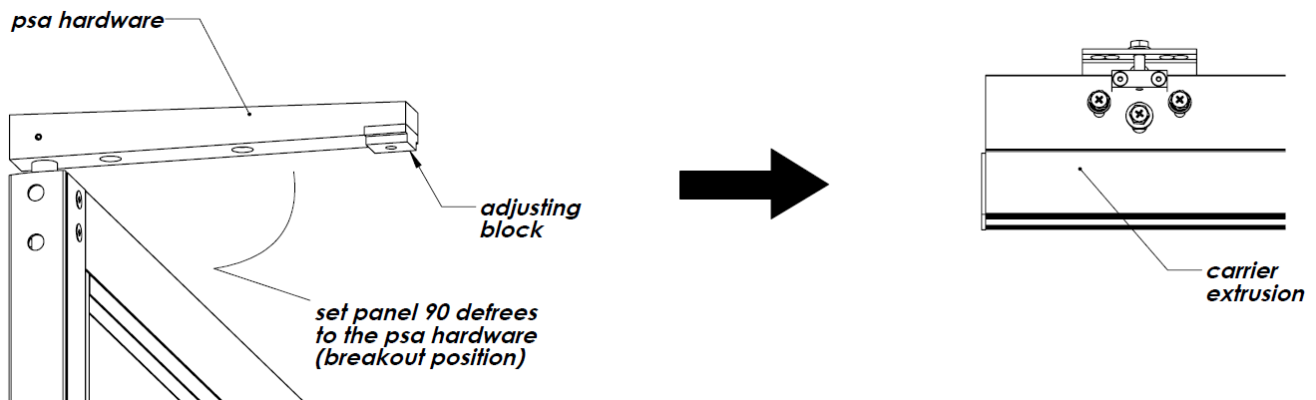 psa hardware
adjusting
block
set panel 90 defrees
to the psa hardware
(breakout position)
carrier
extrusion